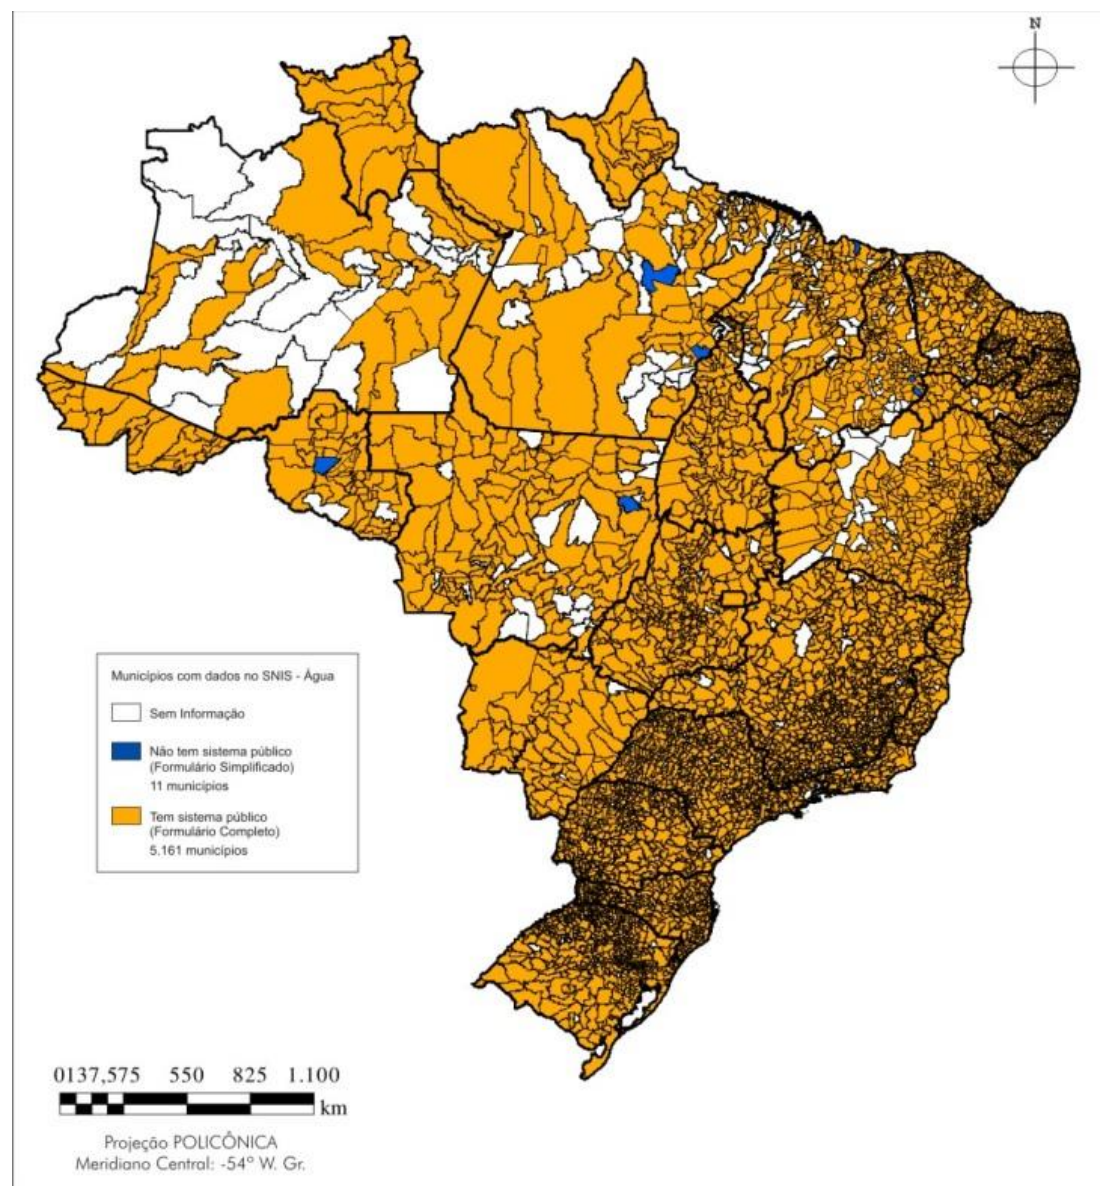 N
Municípios com dados no SNIS - Água
Sem Informação
Não tem sistema público
(Formulário Simplificado)
11 municípios
Tem sistema público
(Formulário Completo)
5.161 municípios
0137,575 550 825 1.100
km
Projeção POLICÔNICA
Meridiano Central: -54º W. Gr.